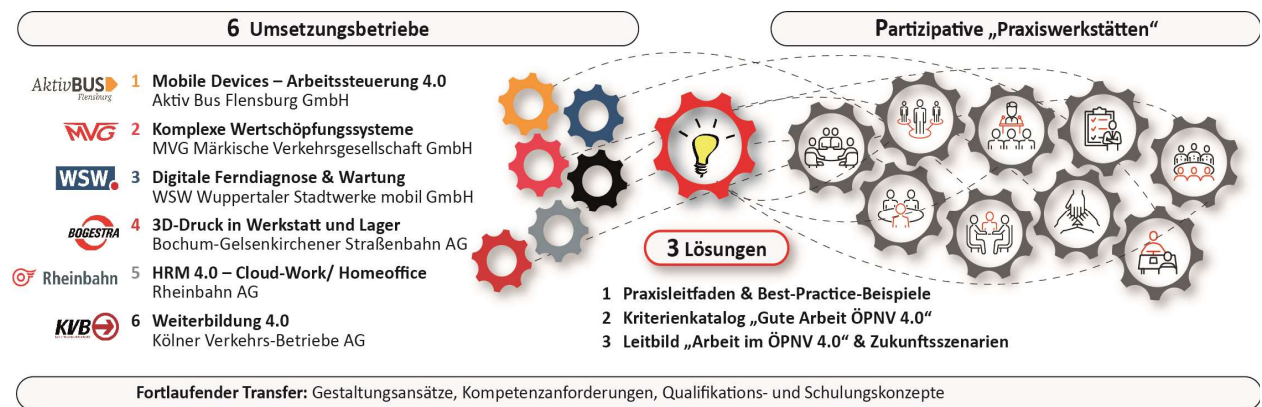 6 Umsetzungsbetriebe
Partizipative „Praxiswerkstätten“
AktivBUS
Flensburg
1 Mobile Devices – Arbeitssteuerung 4.0
Aktiv Bus Flensburg GmbH
MVG
2 Komplexe Wertschöpfungssysteme
MVG Märkische Verkehrsgesellschaft GmbH
WSW.
3 Digitale Ferndiagnose & Wartung
WSW Wuppertaler Stadtwerke mobil GmbH
BOGESTRA
4 3D-Druck in Werkstatt und Lager
Bochum-Gelsenkirchener Straßenbahn AG
Rheinbahn
5 HRM 4.0 – Cloud-Work/ Homeoffice
Rheinbahn AG
KVB
6 Weiterbildung 4.0
Kölner Verkehrs-Betriebe AG
3 Lösungen
1 Praxisleitfaden & Best-Practice-Beispiele
2 Kriterienkatalog „Gute Arbeit ÖPNV 4.0“
3 Leitbild „Arbeit im ÖPNV 4.0“ & Zukunftsszenarien
Fortlaufender Transfer: Gestaltungsansätze, Kompetenzanforderungen, Qualifikations- und Schulungskonzepte